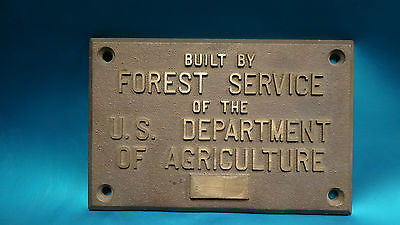 BUILT BY
FOREST SERVICE
OF THE
U.S. DEPARTMENT
OF AGRICULTURE